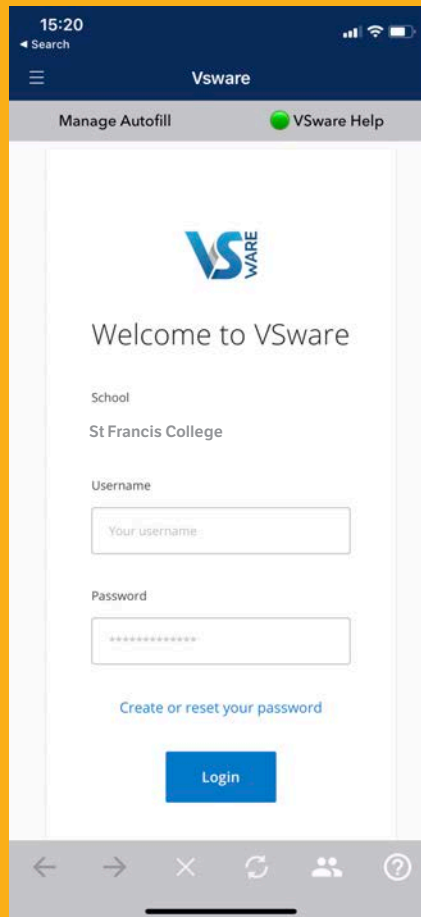 15:20
◄ Search
Vsware
Manage Autofill
VSware Help
VS WARE
Welcome to VSware
School
St Francis College
Username
Your username
Password
*************
Create or reset your password
Login
?